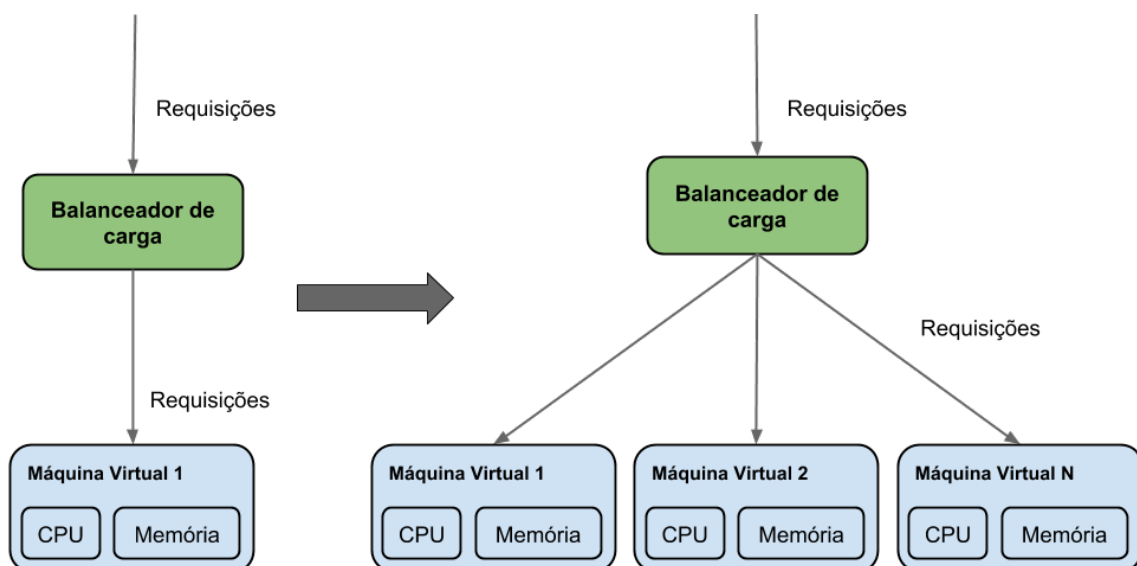 Requisições
Balanceador de
carga
Requisições
Máquina Virtual 1
CPU
Memória
Requisições
Balanceador de
carga
Requisições
Máquina Virtual 1
CPU
Memória
Máquina Virtual 2
CPU
Memória
Máquina Virtual N
CPU
Memória